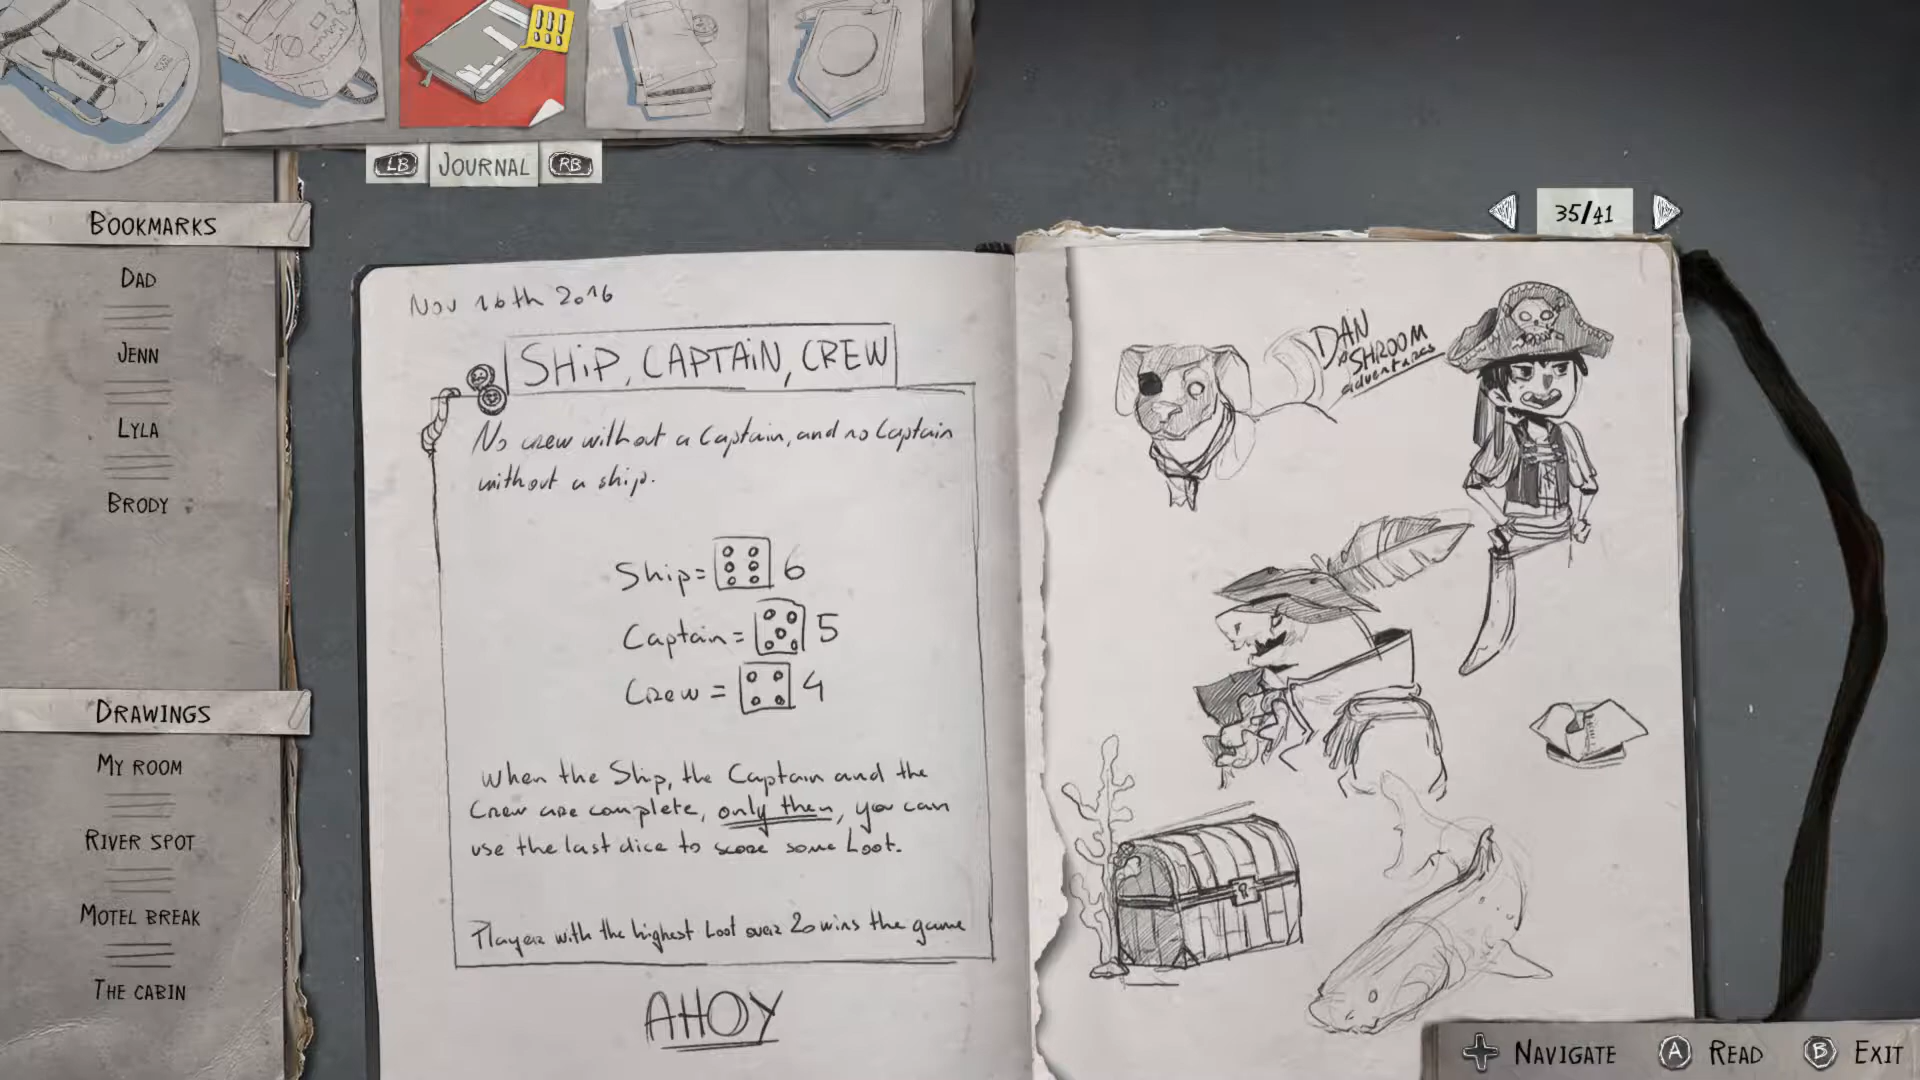 LB JOURNAL RB
35/41
BOOKMARKS
DAD
JENN
LYLA
BRODY
DRAWINGS
MY ROOM
RIVER SPOT
MOTEL BREAK
THE CABIN
Nov 16th 2016
SHIP, CAPTAIN, CREW
No crew without a Captain, and no Captain
without a ship.
Ship = 6
Captain = 5
Crew = 4
When the Ship, the Captain and the
Crew are complete, only then, you can
use the last dice to score some Loot.
Player with the highest Loot over 20 wins the game
AHOY
DAN
SHROOM
adventures
NAVIGATE A READ B EXIT